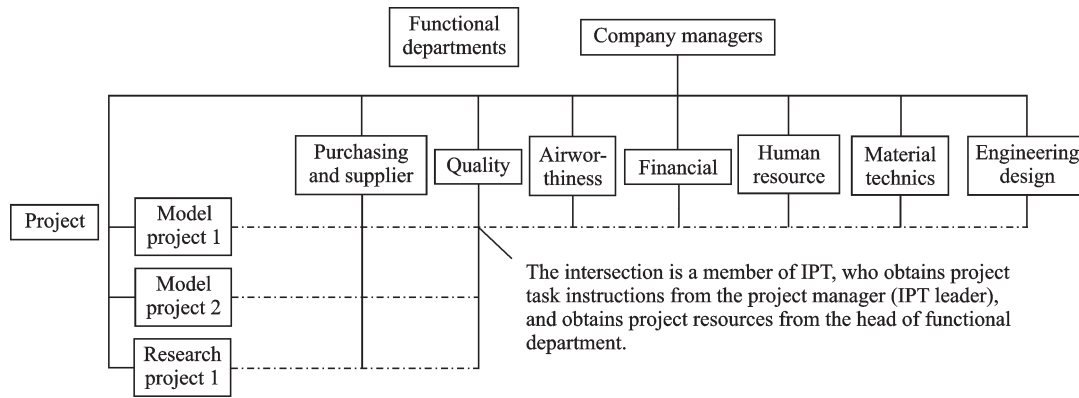 Functional
departments
Company managers
Purchasing
and supplier
Quality
Airwor-
thiness
Financial
Human
resource
Material
technics
Engineering
design
Project
Model
project 1
Model
project 2
Research
project 1
The intersection is a member of IPT, who obtains project
task instructions from the project manager (IPT leader),
and obtains project resources from the head of functional
department.